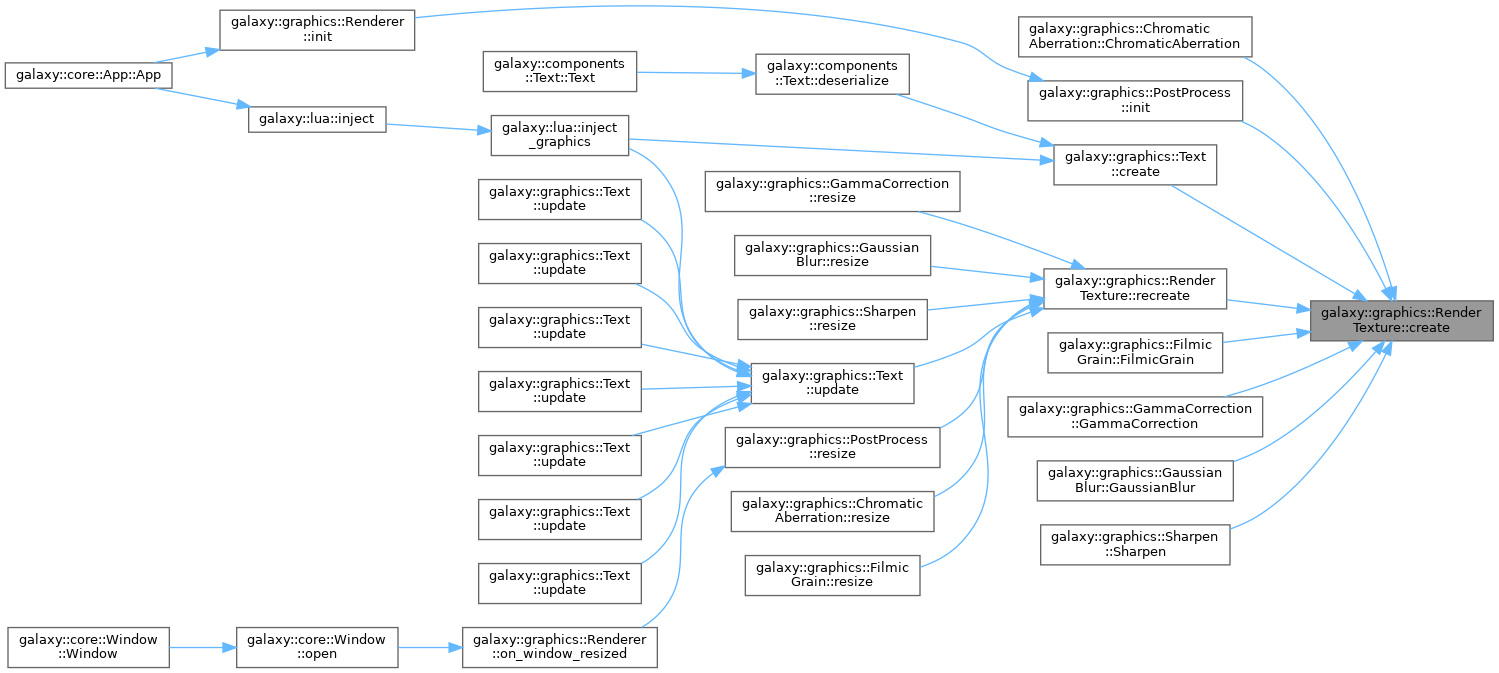 galaxy::graphics::Renderer
::init
galaxy::core::App::App
galaxy::lua::inject
galaxy::components
::Text::Text
galaxy::lua::inject
_graphics
galaxy::graphics::Text
::update
galaxy::graphics::Text
::update
galaxy::graphics::Text
::update
galaxy::graphics::Text
::update
galaxy::graphics::Text
::update
galaxy::graphics::Text
::update
galaxy::graphics::Text
::update
galaxy::core::Window
::Window
galaxy::core::Window
::open
galaxy::graphics::Renderer
::on_window_resized
galaxy::components
::Text::deserialize
galaxy::graphics::GammaCorrection
::resize
galaxy::graphics::Gaussian
Blur::resize
galaxy::graphics::Sharpen
::resize
galaxy::graphics::Text
::update
galaxy::graphics::PostProcess
::resize
galaxy::graphics::Chromatic
Aberration::resize
galaxy::graphics::Filmic
Grain::resize
galaxy::graphics::Chromatic
Aberration::ChromaticAberration
galaxy::graphics::PostProcess
::init
galaxy::graphics::Text
::create
galaxy::graphics::Render
Texture::recreate
galaxy::graphics::Filmic
Grain::FilmicGrain
galaxy::graphics::GammaCorrection
::GammaCorrection
galaxy::graphics::Gaussian
Blur::GaussianBlur
galaxy::graphics::Sharpen
::Sharpen
galaxy::graphics::Render
Texture::create